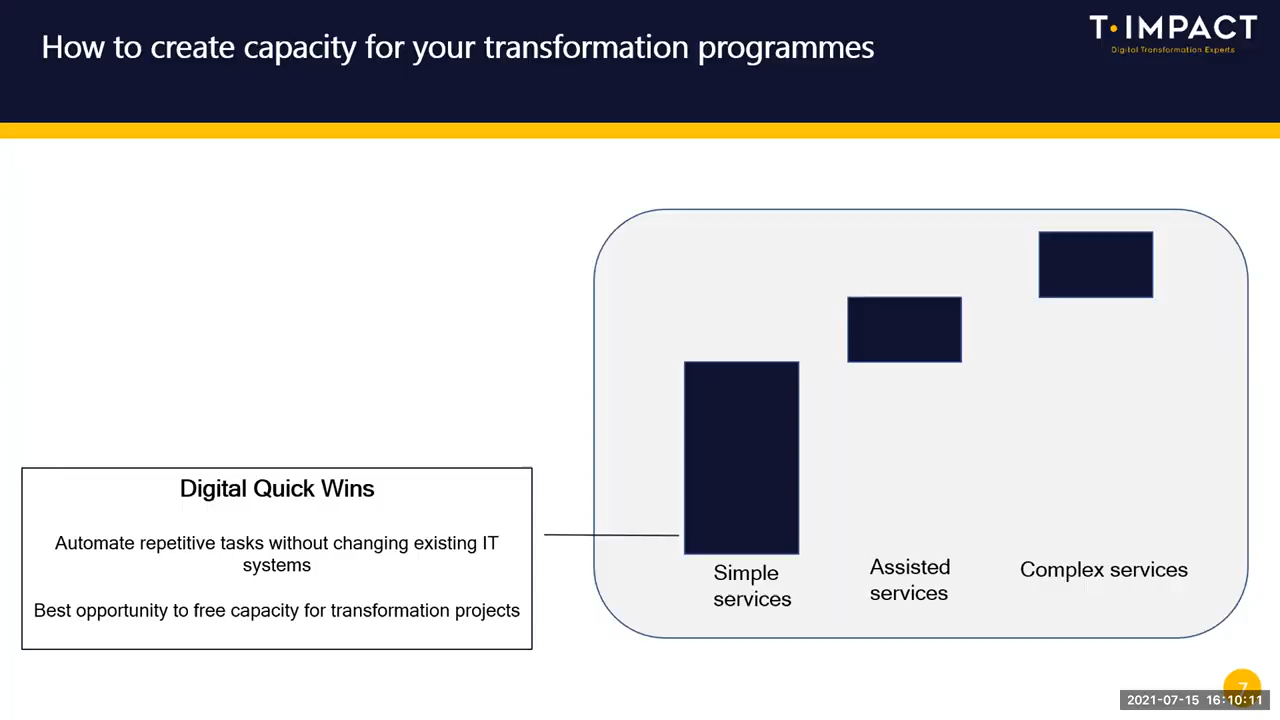 How to create capacity for your transformation programmes
T·IMPACT
Digital Transformation Experts
Digital Quick Wins
Automate repetitive tasks without changing existing IT
systems
Best opportunity to free capacity for transformation projects
Simple
services
Assisted
services
Complex services
7
2021-07-15 16:10:11